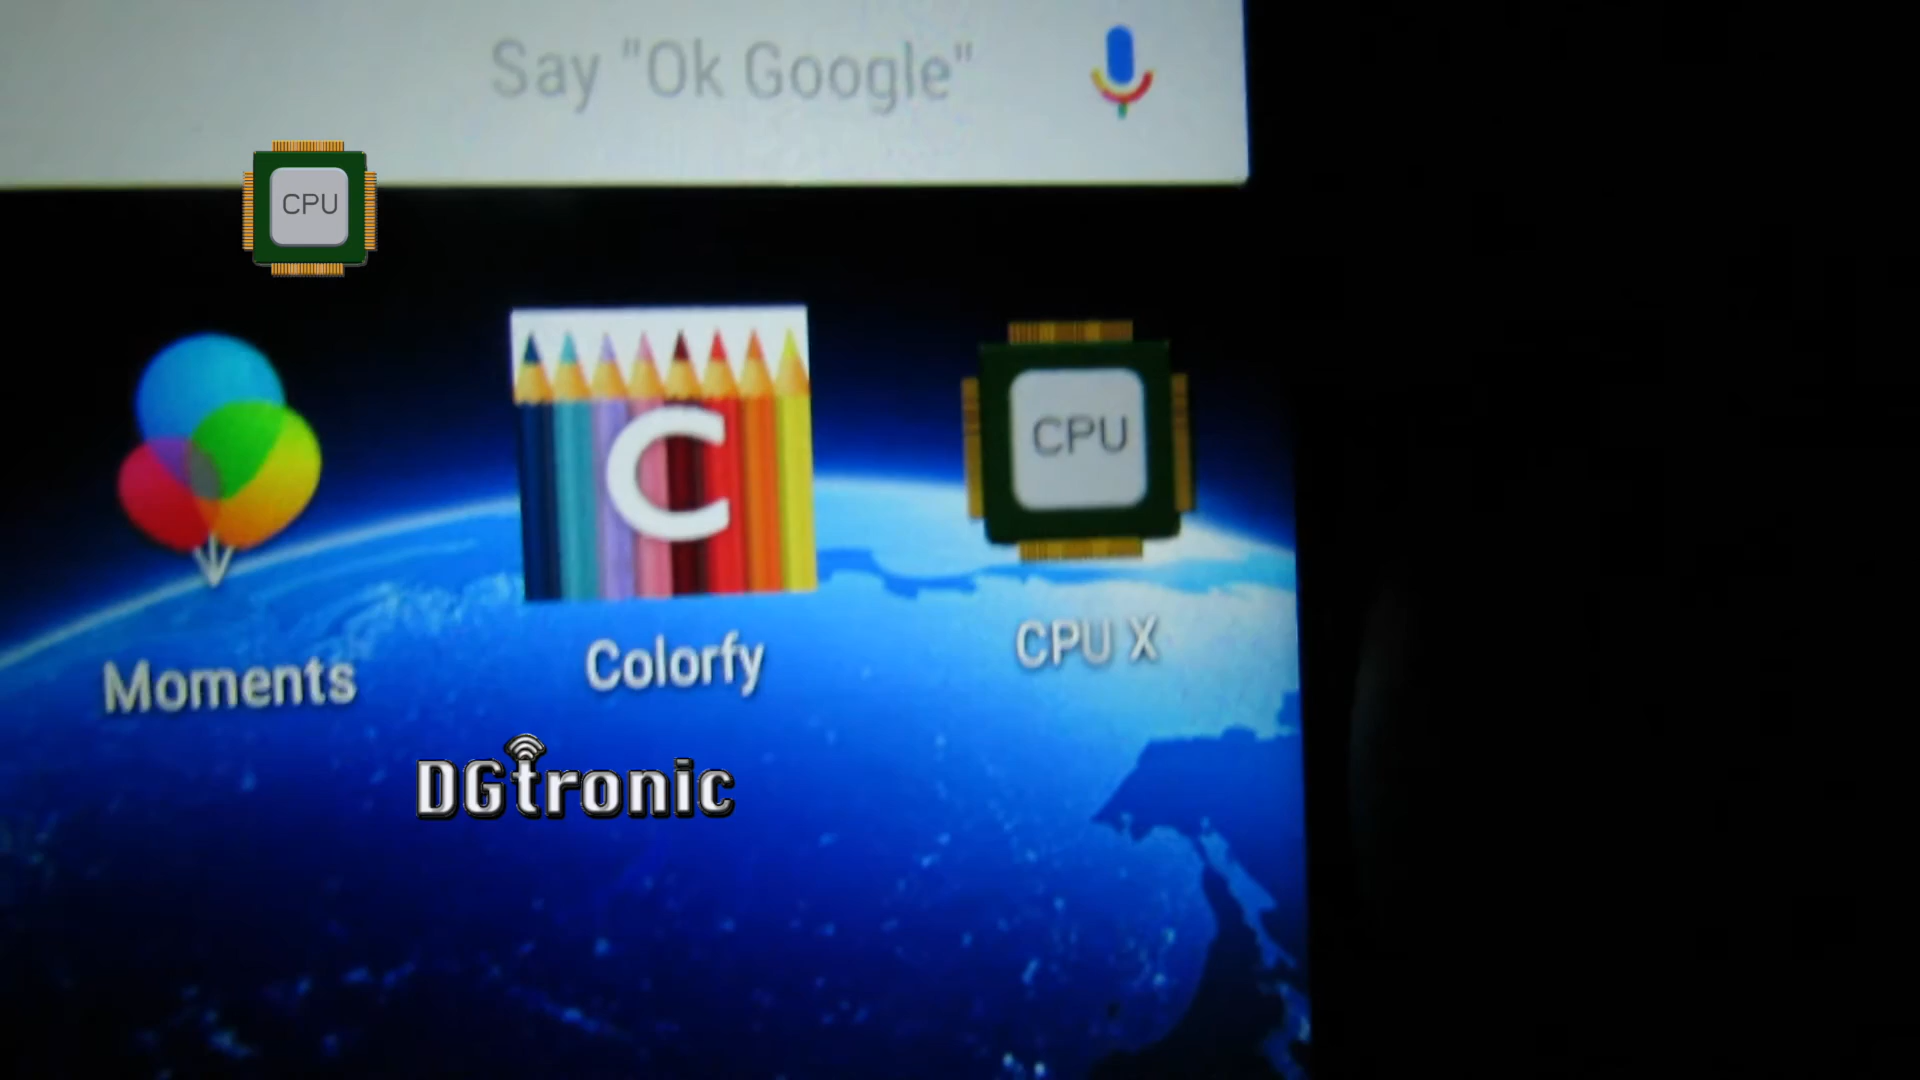 Say "Ok Google"
CPU
C
CPU
Moments
Colorfy
CPU X
DGtronic